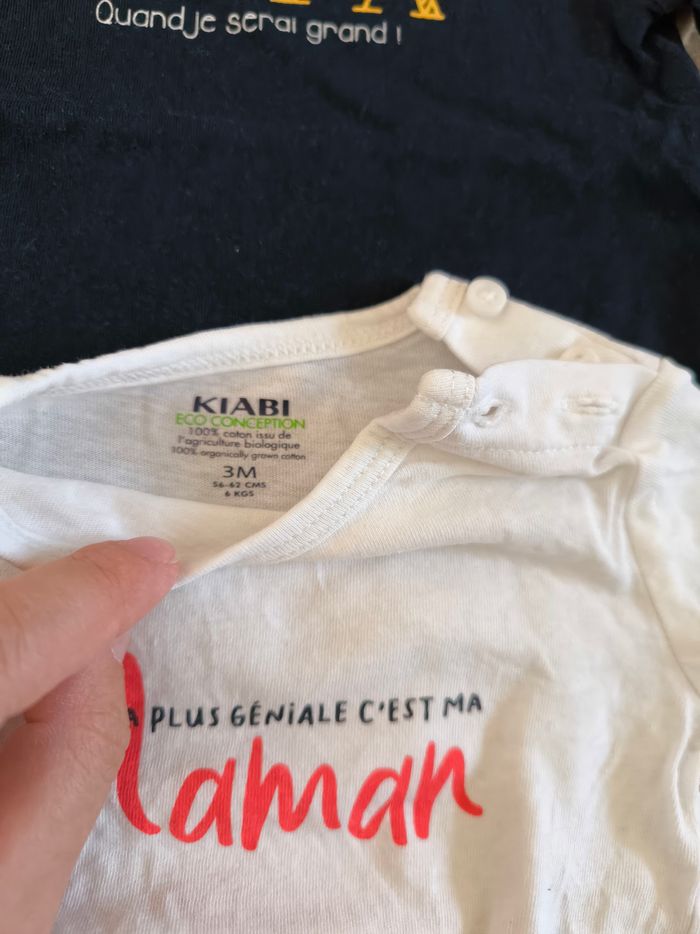 Quand je serai grand !
KIABI
ECO CONCEPTION
100% coton issu de
l'agriculture biologique
100% organically grown cotton
3M
56-62 CMS
6 KGS
PLUS GÉNiALE C'EST MA
Maman